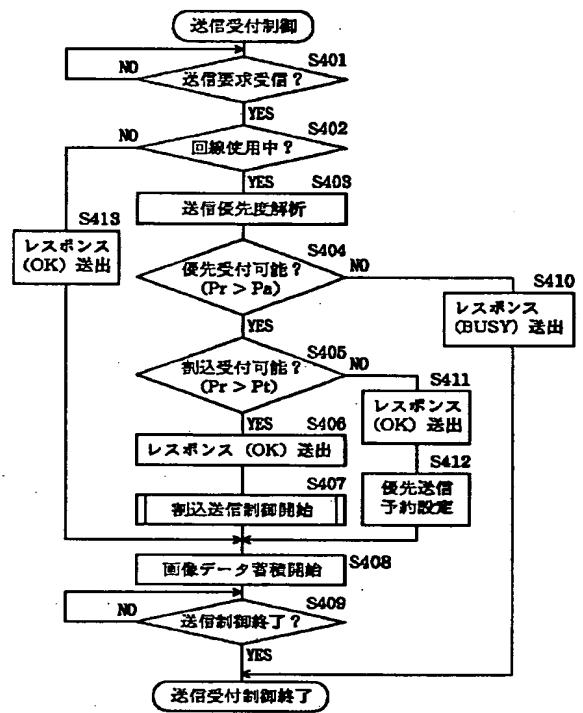 送信受付制御
S401
NO
送信要求受信？
YES
S402
NO
回線使用中？
YES
S403
送信優先度解析
S413
レスポンス
(OK) 送出
S404
優先受付可能？
(Pr > Pa)
NO
YES
S410
レスポンス
(BUSY) 送出
S405
割込受付可能？
(Pr > Pt)
NO
YES
S411
レスポンス
(OK) 送出
S406
レスポンス (OK) 送出
S412
優先送信
予約設定
S407
割込送信制御開始
画像データ蓄積開始
S408
S409
NO
送信制御終了？
YES
送信受付制御終了